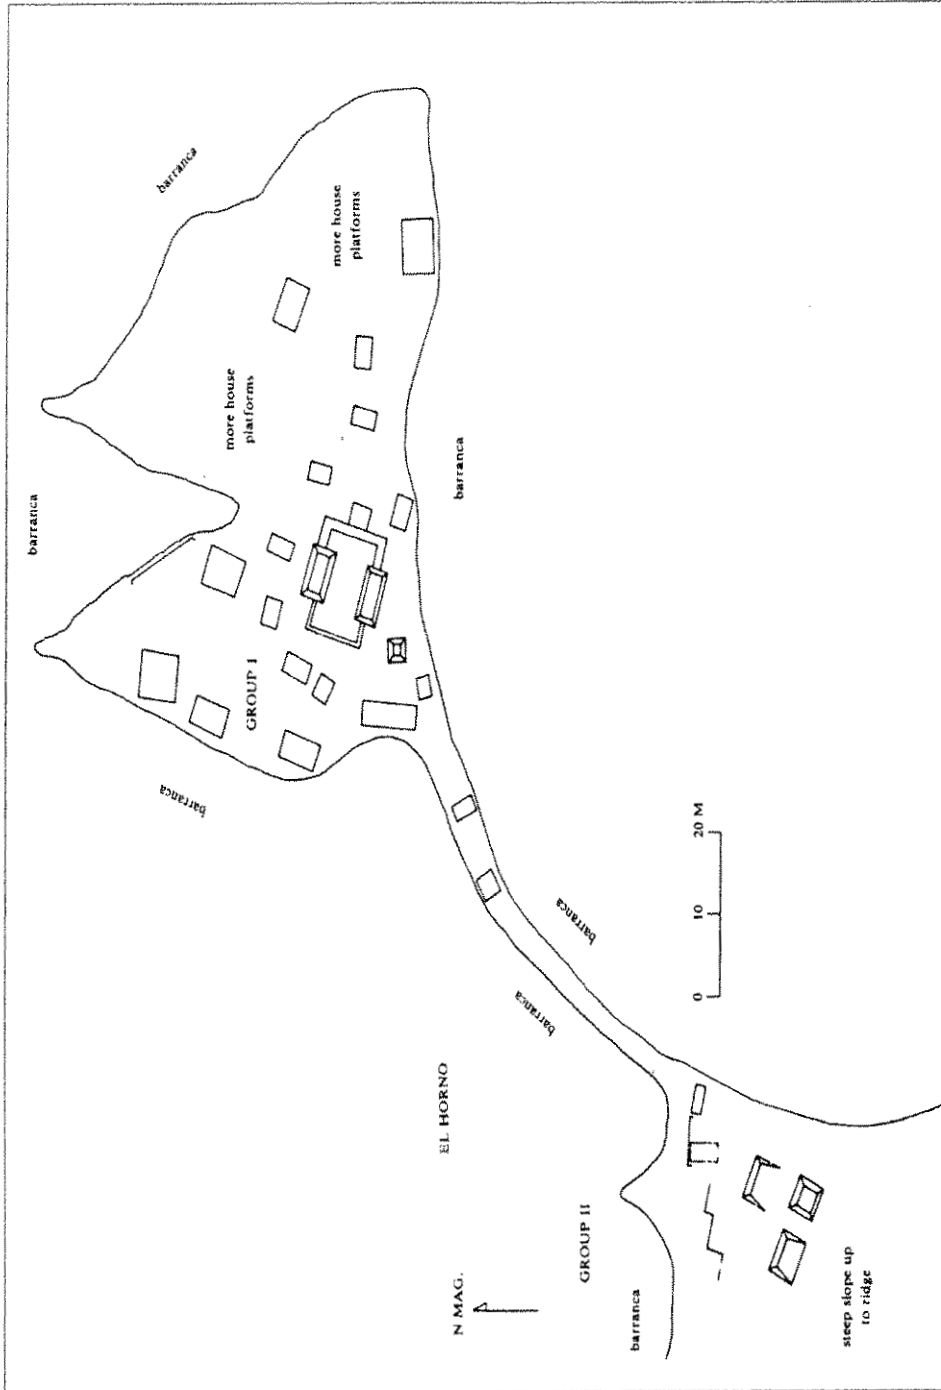 barranca
barranca
barranca
more house
platforms
GROUP I
more house
platforms
EL HORNO
N MAG.
barranca
barranca
barranca
GROUP II
barranca
0 10 20 M
steep slope up
to ridge